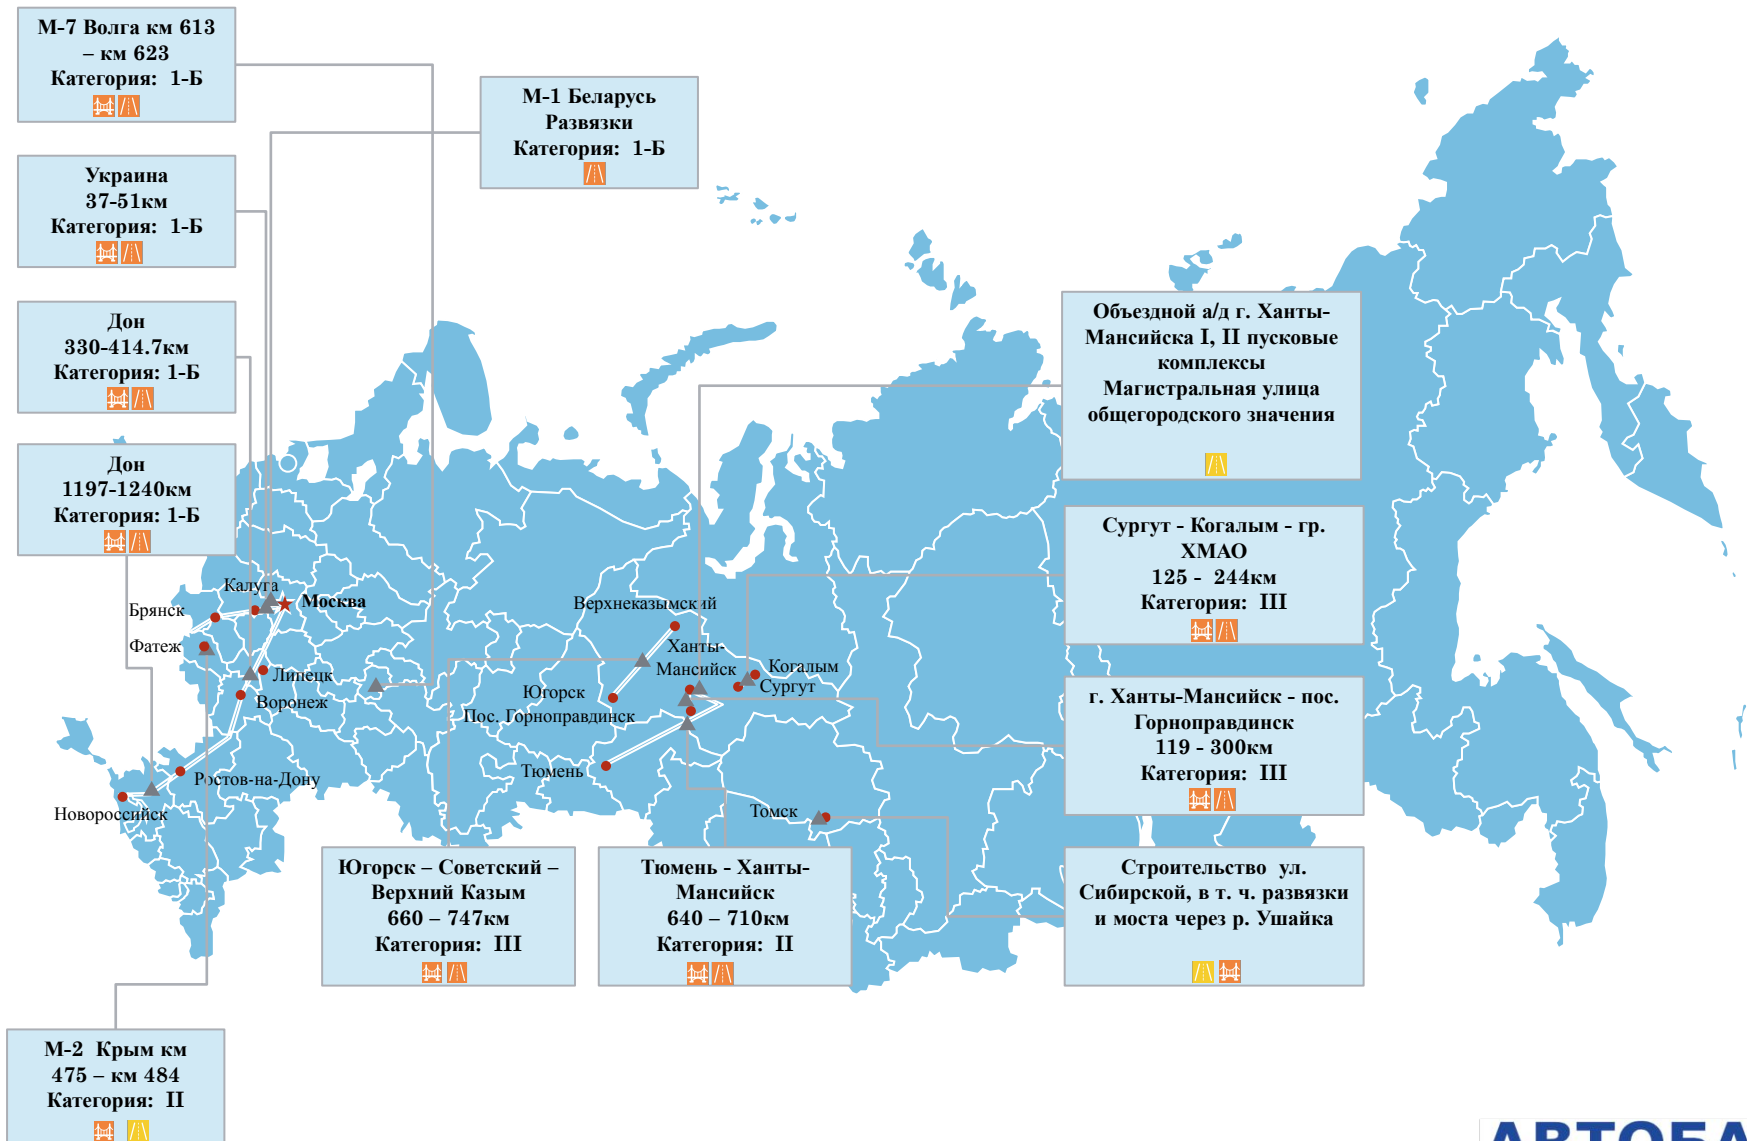 М-7 Волга км 613
– км 623
Категория: 1-Б
М-1 Беларусь
Развязки
Категория: 1-Б
Украина
37-51км
Категория: 1-Б
Дон
330-414.7км
Категория: 1-Б
Дон
1197-1240км
Категория: 1-Б
Объездной а/д г. Ханты-
Мансийска I, II пусковые
комплексы
Магистральная улица
общегородского значения
Сургут - Когалым - гр.
ХМАО
125 - 244км
Категория: III
г. Ханты-Мансийск - пос.
Горноправдинск
119 - 300км
Категория: III
Калуга
Москва
Брянск
Фатеж
Липецк
Воронеж
Ростов-на-Дону
Новороссийск
Верхнеказымский
Ханты-
Мансийск
Когалым
Сургут
Югорск
Пос. Горноправдинск
Тюмень
Томск
Югорск – Советский –
Верхний Казым
660 – 747км
Категория: III
Тюмень - Ханты-
Мансийск
640 – 710км
Категория: II
Строительство ул.
Сибирской, в т. ч. развязки
и моста через р. Ушайка
М-2 Крым км
475 – км 484
Категория: II